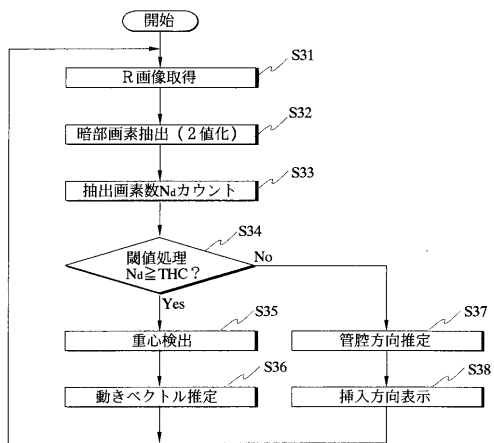 開始
S31
R画像取得
S32
暗部画素抽出(2値化)
S33
抽出画素数Ndカウント
S34
閾値処理
Nd≧THC?
No
Yes
S35
重心検出
S37
管腔方向推定
S36
動きベクトル推定
S38
挿入方向表示